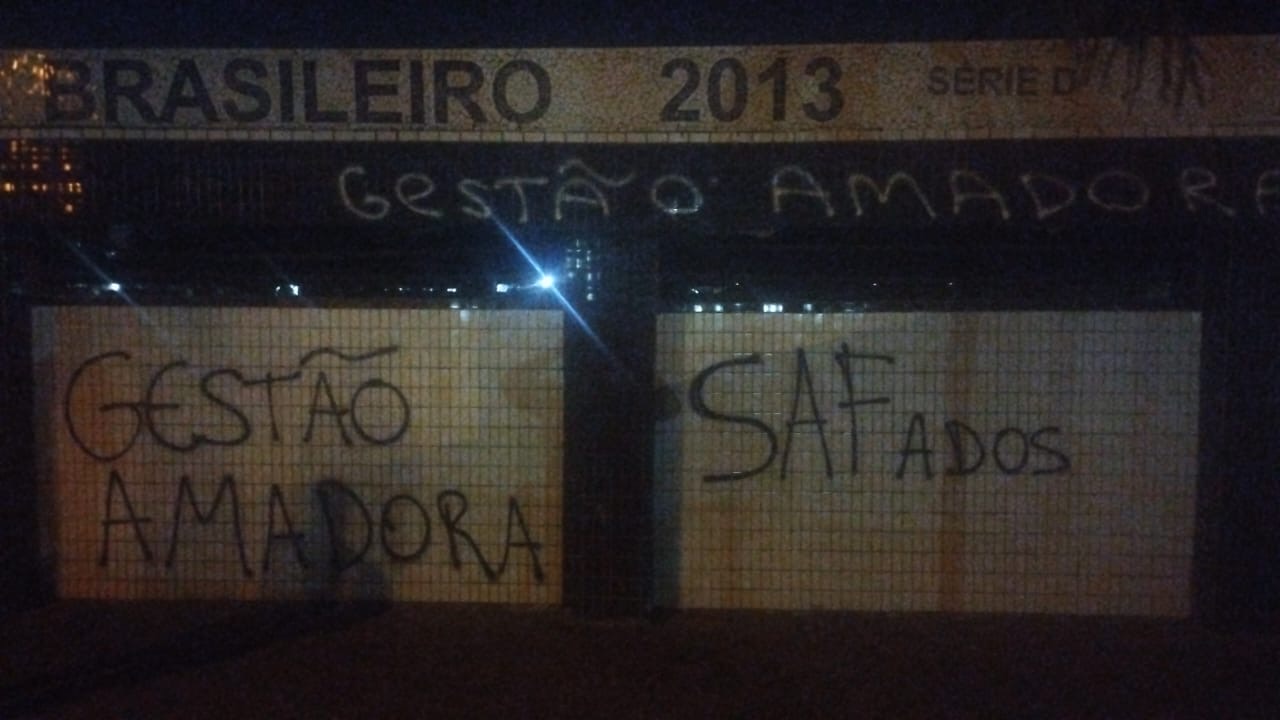 BRASILEIRO 2013 SÉRIE D
GESTÃO AMADORA
GESTÃO
AMADORA
SAFADOS